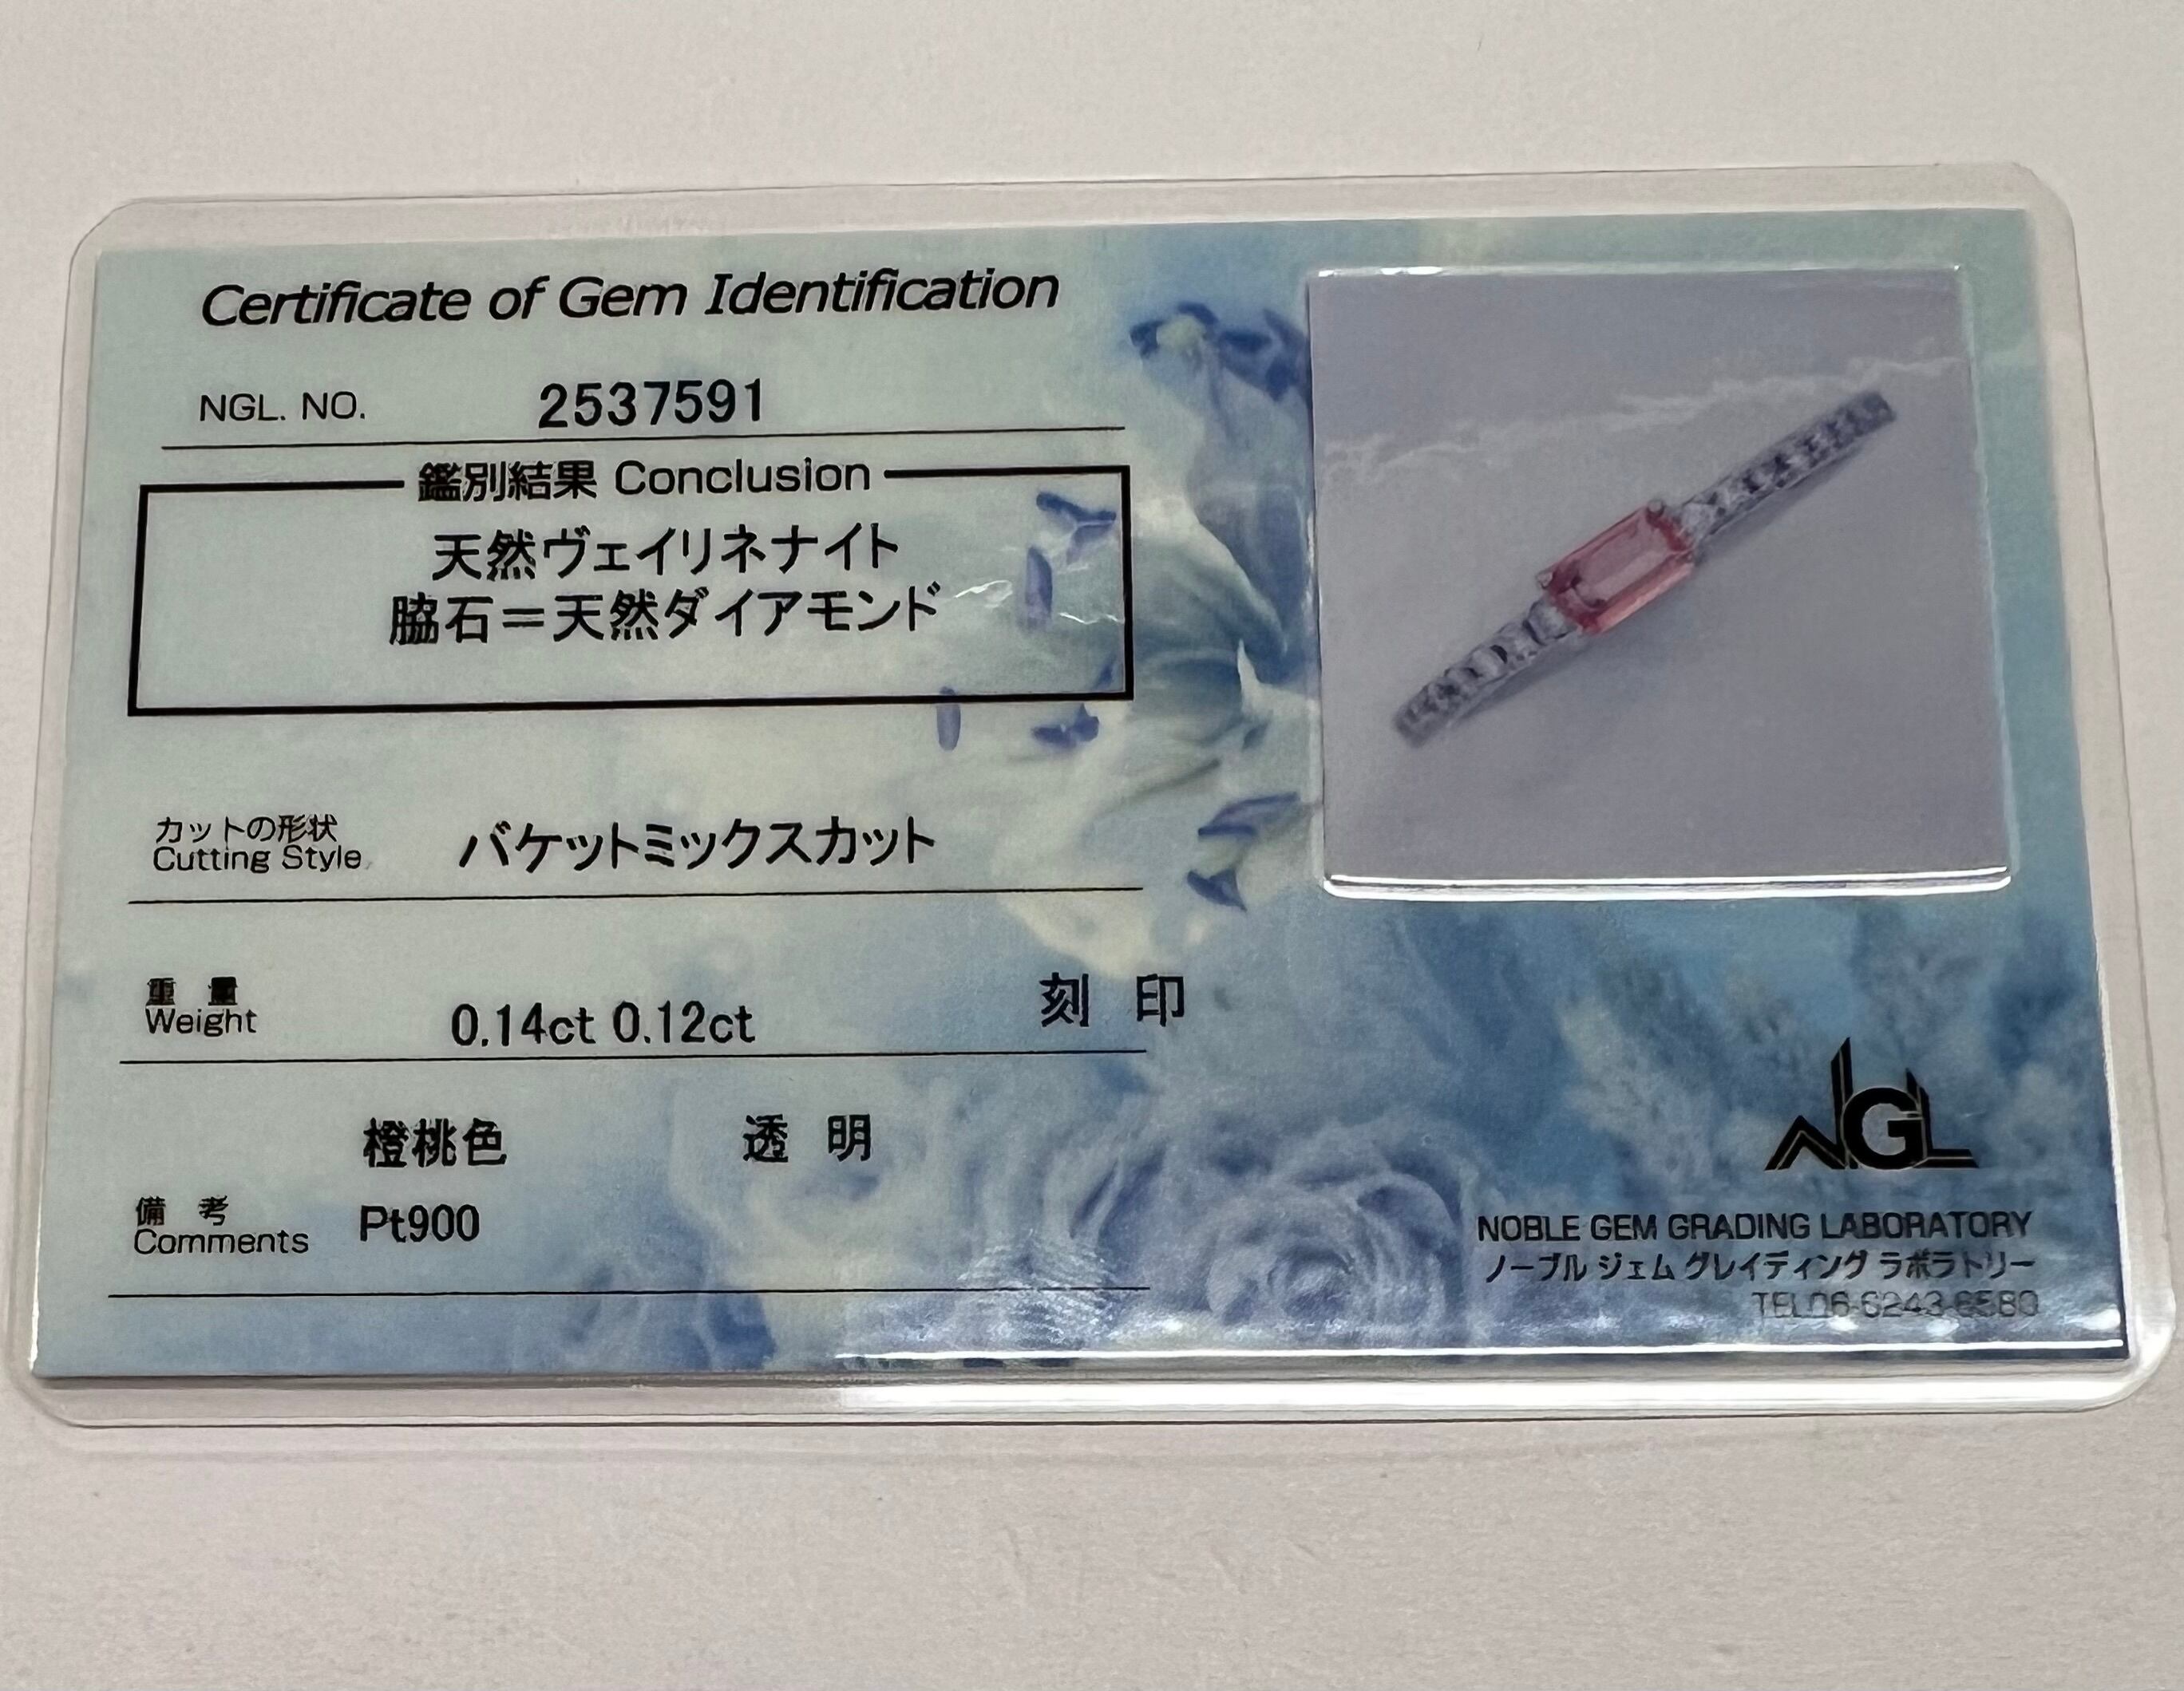 Certificate of Gem Identification
NGL. NO. 2537591
鑑別結果 Conclusion
天然ヴェイリネナイト
脇石＝天然ダイアモンド
カットの形状
Cutting Style
バケットミックスカット
重 量
Weight
0.14ct 0.12ct
刻 印
橙桃色 透 明
備 考
Comments
Pt900
NGL
NOBLE GEM GRADING LABORATORY
ノーブル ジェム グレイディング ラボラトリー
TEL06-6243-6580